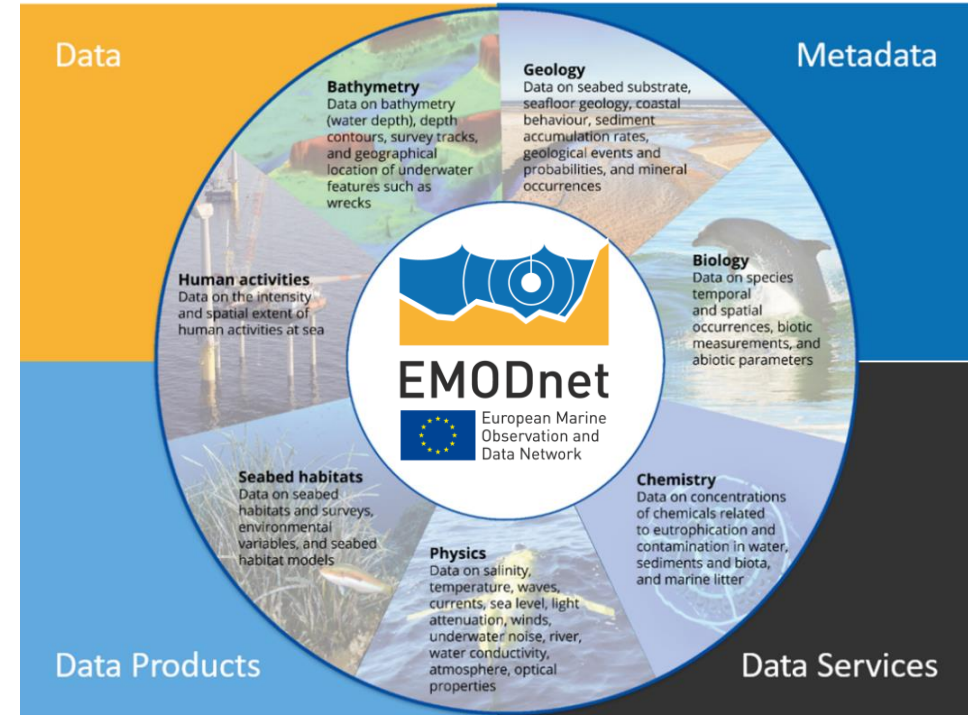 Data
Metadata
Bathymetry
Data on bathymetry
(water depth), depth
contours, survey tracks,
and geographical
location of underwater
features such as
wrecks
Geology
Data on seabed substrate,
seafloor geology, coastal
behaviour, sediment
accumulation rates,
geological events and
probabilities, and mineral
occurrences
Human activities
Data on the intensity
and spatial extent of
human activities at sea
Biology
Data on species
temporal
and spatial
occurrences, biotic
measurements, and
abiotic parameters
EMODnet
European Marine
Observation and
Data Network
Seabed habitats
Data on seabed
habitats and surveys,
environmental
variables, and seabed
habitat models
Physics
Data on salinity,
temperature, waves,
currents, sea level, light
attenuation, winds,
underwater noise, river,
water conductivity,
atmosphere, optical
properties
Chemistry
Data on concentrations
of chemicals related
to eutrophication and
contamination in water,
sediments and biota,
and marine litter
Data Products
Data Services